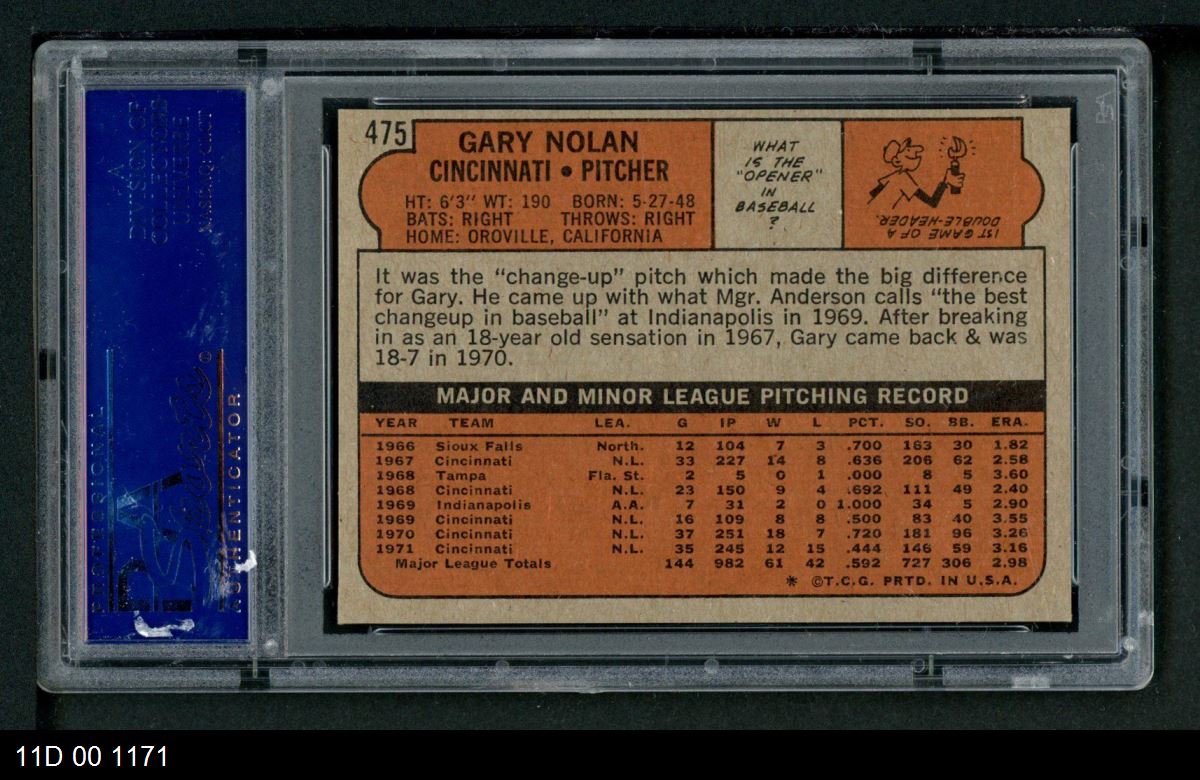 A
DIVISION OF
COLLECTORS
UNIVERSE
NASDAQ: CLCT
PROFESSIONAL
PSA
Sports ®
AUTHENTICATOR
475
GARY NOLAN
CINCINNATI • PITCHER
HT: 6'3" WT: 190 BORN: 5-27-48
BATS: RIGHT THROWS: RIGHT
HOME: OROVILLE, CALIFORNIA
WHAT
IS THE
"OPENER"
IN
BASEBALL
?
1ST GAME OF A
DOUBLE-HEADER.
It was the "change-up" pitch which made the big difference
for Gary. He came up with what Mgr. Anderson calls "the best
changeup in baseball" at Indianapolis in 1969. After breaking
in as an 18-year old sensation in 1967, Gary came back & was
18-7 in 1970.
MAJOR AND MINOR LEAGUE PITCHING RECORD
YEAR TEAM LEA. G IP W L PCT. SO. BB. ERA.
1966 Sioux Falls North. 12 104 7 3 .700 163 30 1.82
1967 Cincinnati N.L. 33 227 14 8 .636 206 62 2.58
1968 Tampa Fla. St. 2 5 0 1 .000 8 5 3.60
1968 Cincinnati N.L. 23 150 9 4 .692 111 49 2.40
1969 Indianapolis A.A. 7 31 2 0 1.000 34 5 2.90
1969 Cincinnati N.L. 16 109 8 8 .500 83 40 3.55
1970 Cincinnati N.L. 37 251 18 7 .720 181 96 3.26
1971 Cincinnati N.L. 35 245 12 15 .444 146 59 3.16
Major League Totals 144 982 61 42 .592 727 306 2.98
* ©T.C.G. PRTD. IN U.S.A.
11D 00 1171